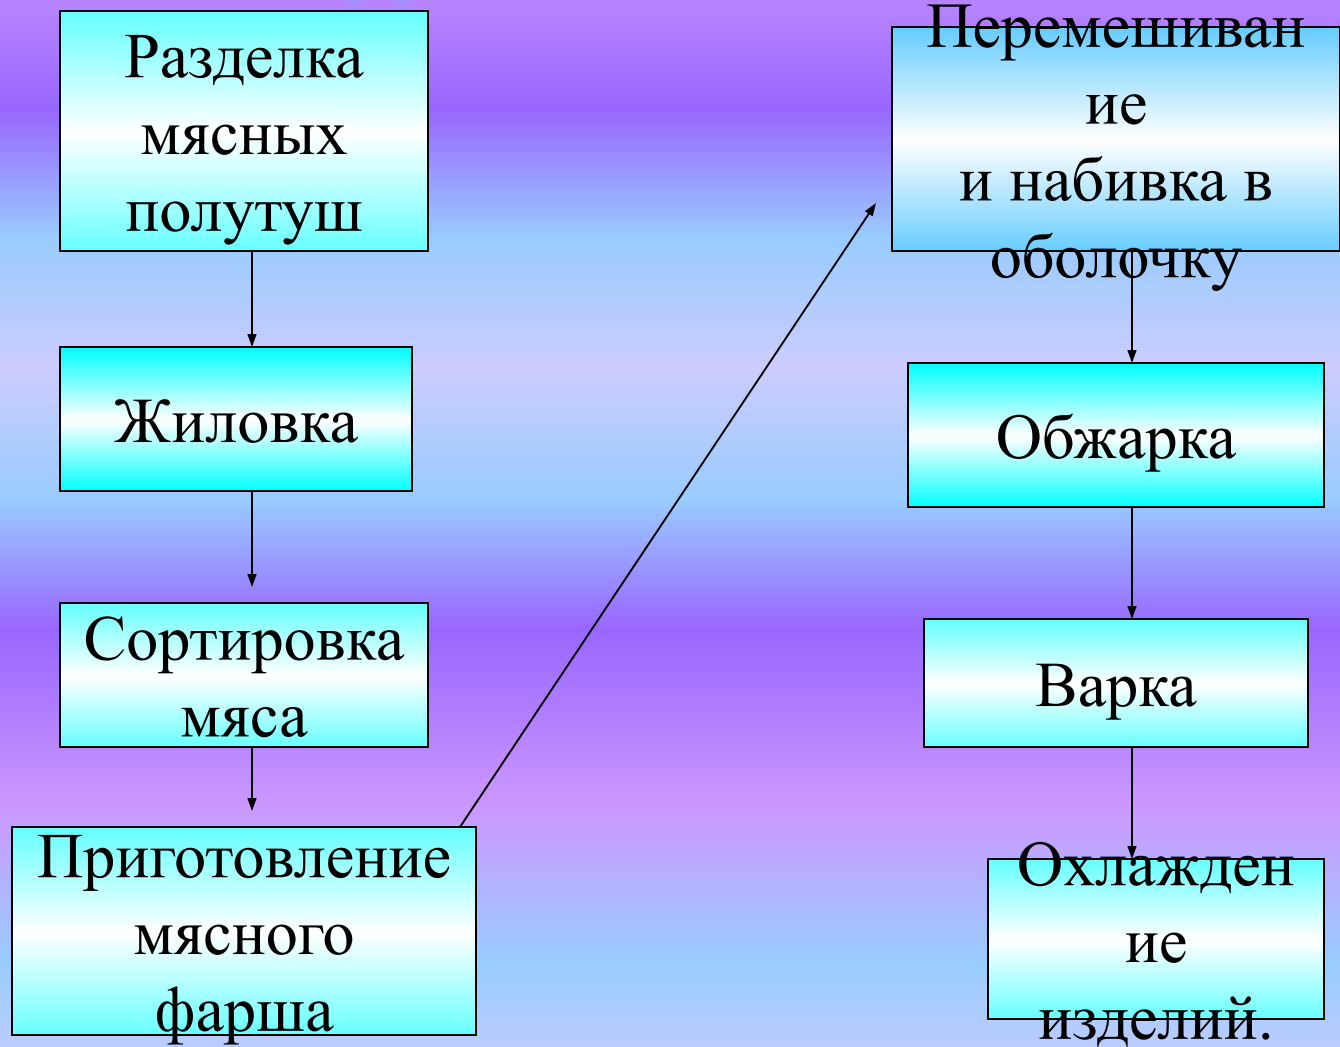 Разделка
мясных
полутуш
Жиловка
Сортировка
мяса
Приготовление
мясного
фарша
Перемешиван
ие
и набивка в
оболочку
Обжарка
Варка
Охлажден
ие
изделий.